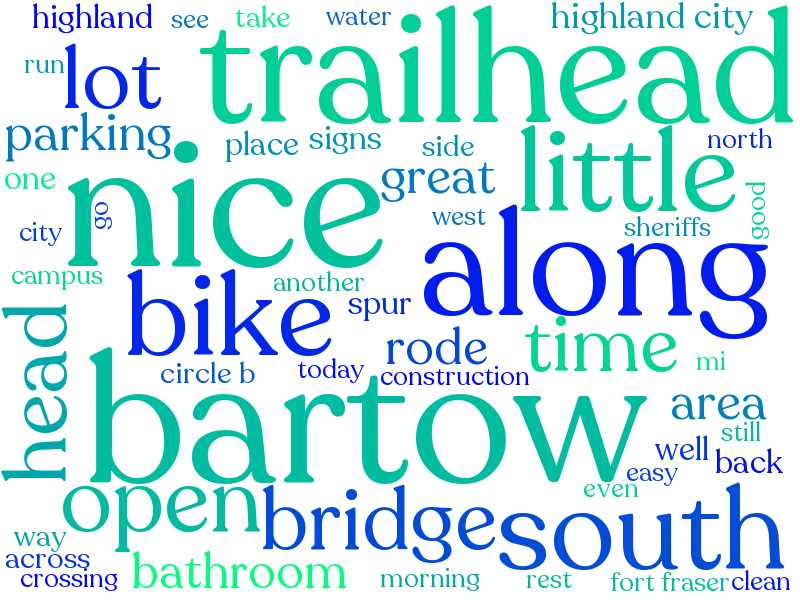 highland see take water highland city
run lot trailhead
parking place signs side great little north
one nice west sheriffs good
city go along
campus another
bike spur
head rode time mi
circle b today construction
bartow area
still
well back
easy
open bridge even south
way
across bathroom
crossing morning rest fort fraser clean